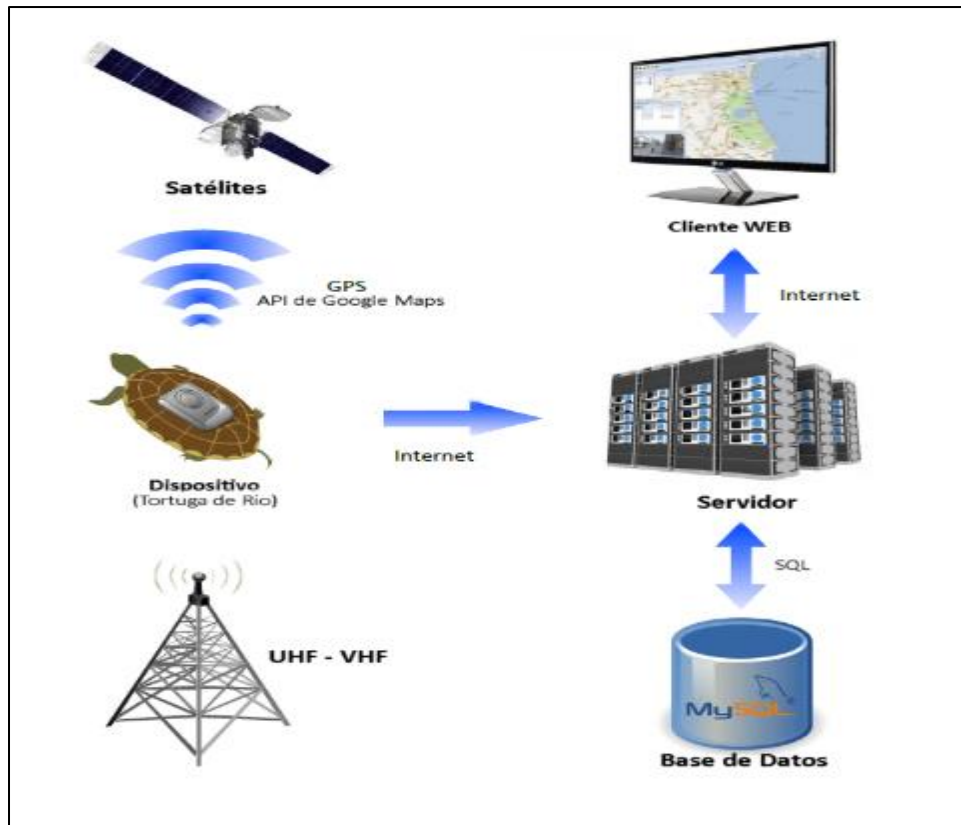 Satélites
GPS
API de Google Maps
Dispositivo
(Tortuga de Rio)
Internet
UHF - VHF
Cliente WEB
Internet
Servidor
SQL
MySQL
Base de Datos